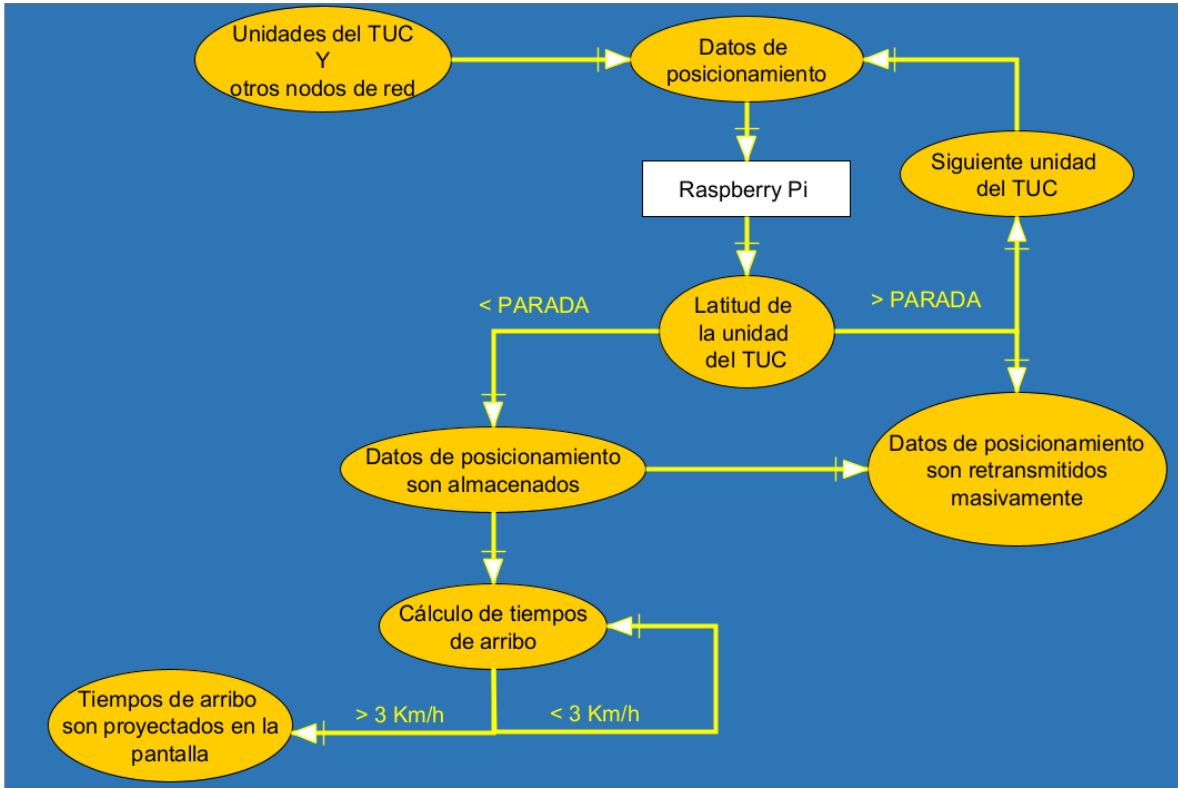 Unidades del TUC
Y
otros nodos de red
Datos de
posicionamiento
Siguiente unidad
del TUC
Raspberry Pi
< PARADA
Latitud de
la unidad
del TUC
> PARADA
Datos de posicionamiento
son almacenados
Datos de posicionamiento
son retransmitidos
masivamente
Cálculo de tiempos
de arribo
Tiempos de arribo
son proyectados en la
pantalla
> 3 Km/h
< 3 Km/h